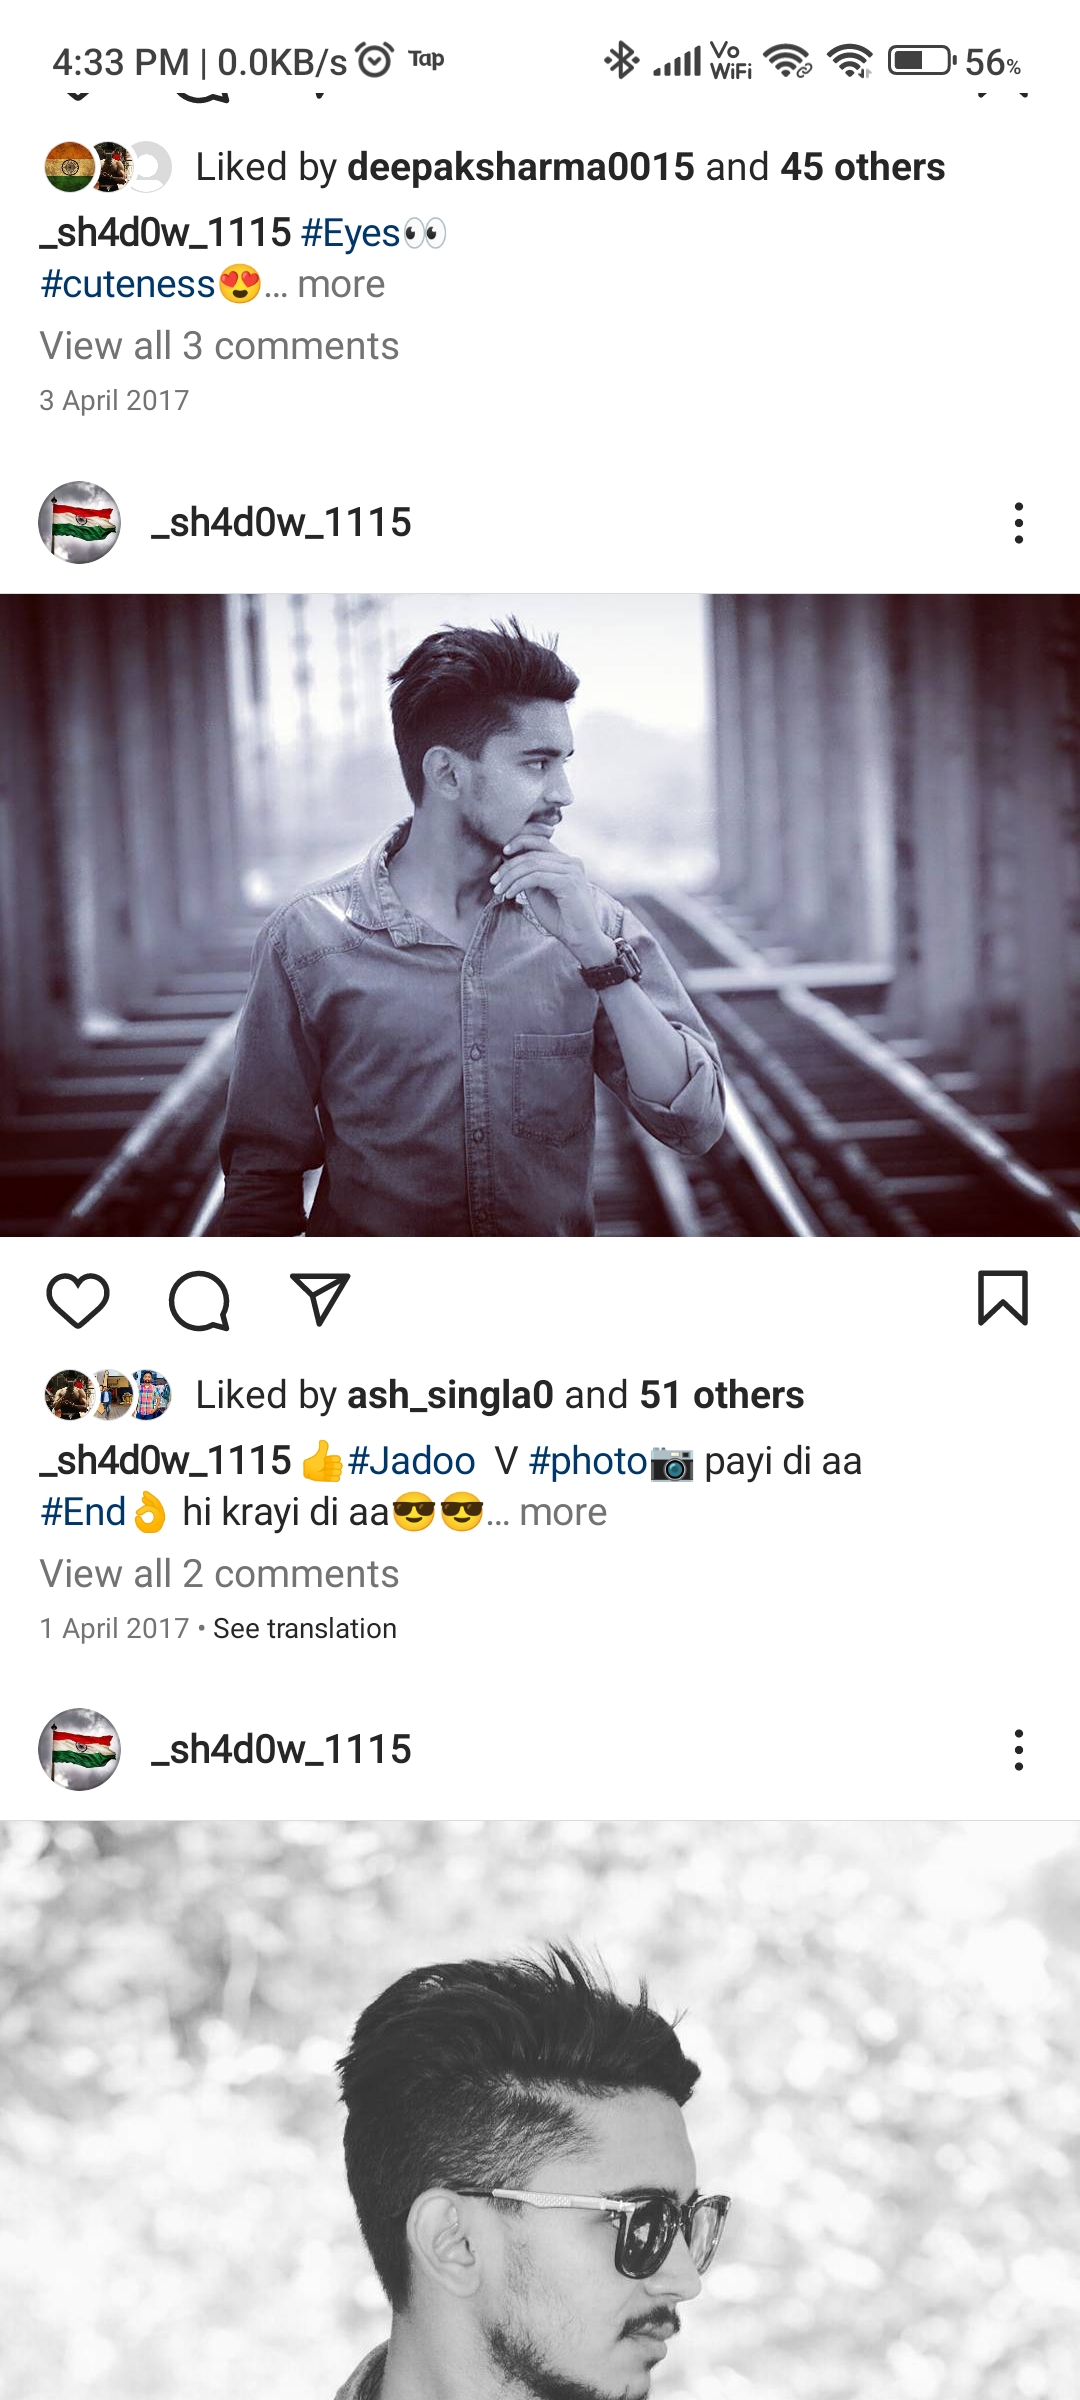 4:33 PM | 0.0KB/s Tap Vo WiFi 56%
Liked by deepaksharma0015 and 45 others
_sh4d0w_1115 #Eyes👀
#cuteness😍... more
View all 3 comments
3 April 2017
_sh4d0w_1115
Liked by ash_singla0 and 51 others
_sh4d0w_1115 👍#Jadoo V #photo📷 payi di aa
#End👌 hi krayi di aa😎😎... more
View all 2 comments
1 April 2017 • See translation
_sh4d0w_1115